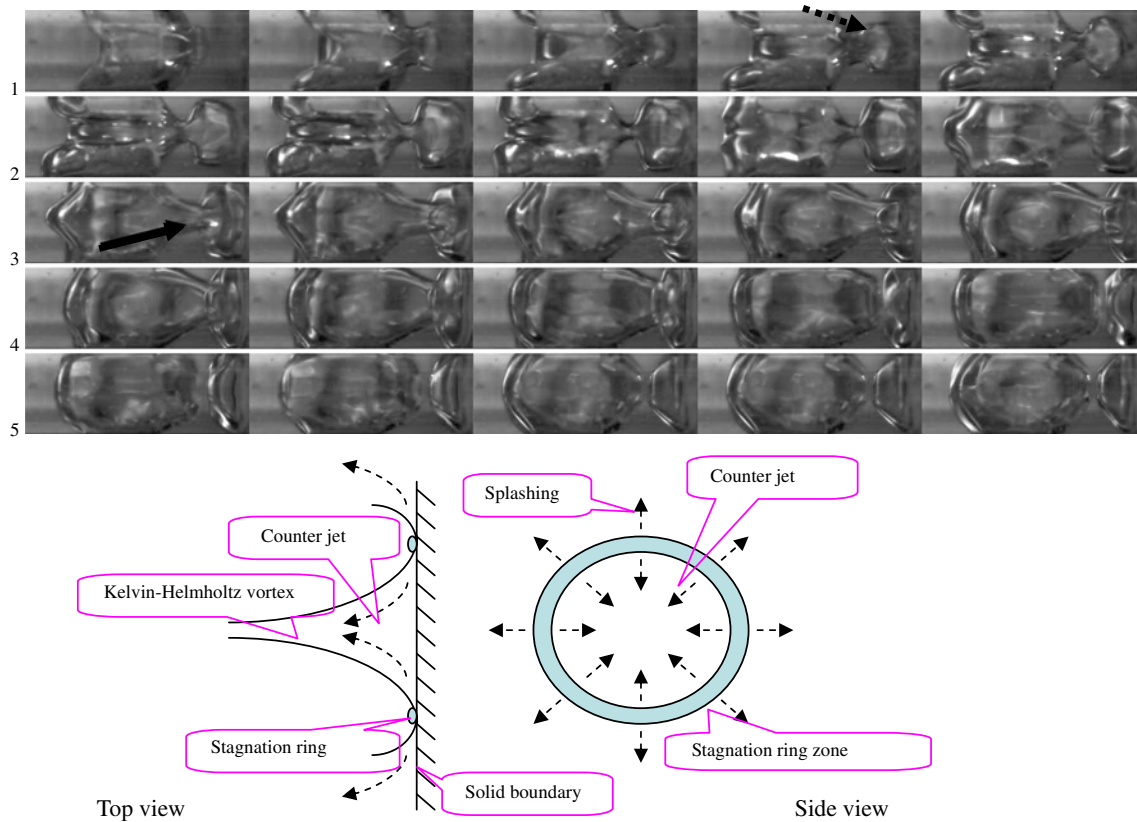 1
2
3
4
5
Splashing
Counter jet
Counter jet
Kelvin-Helmholtz vortex
Stagnation ring
Stagnation ring zone
Solid boundary
Top view
Side view